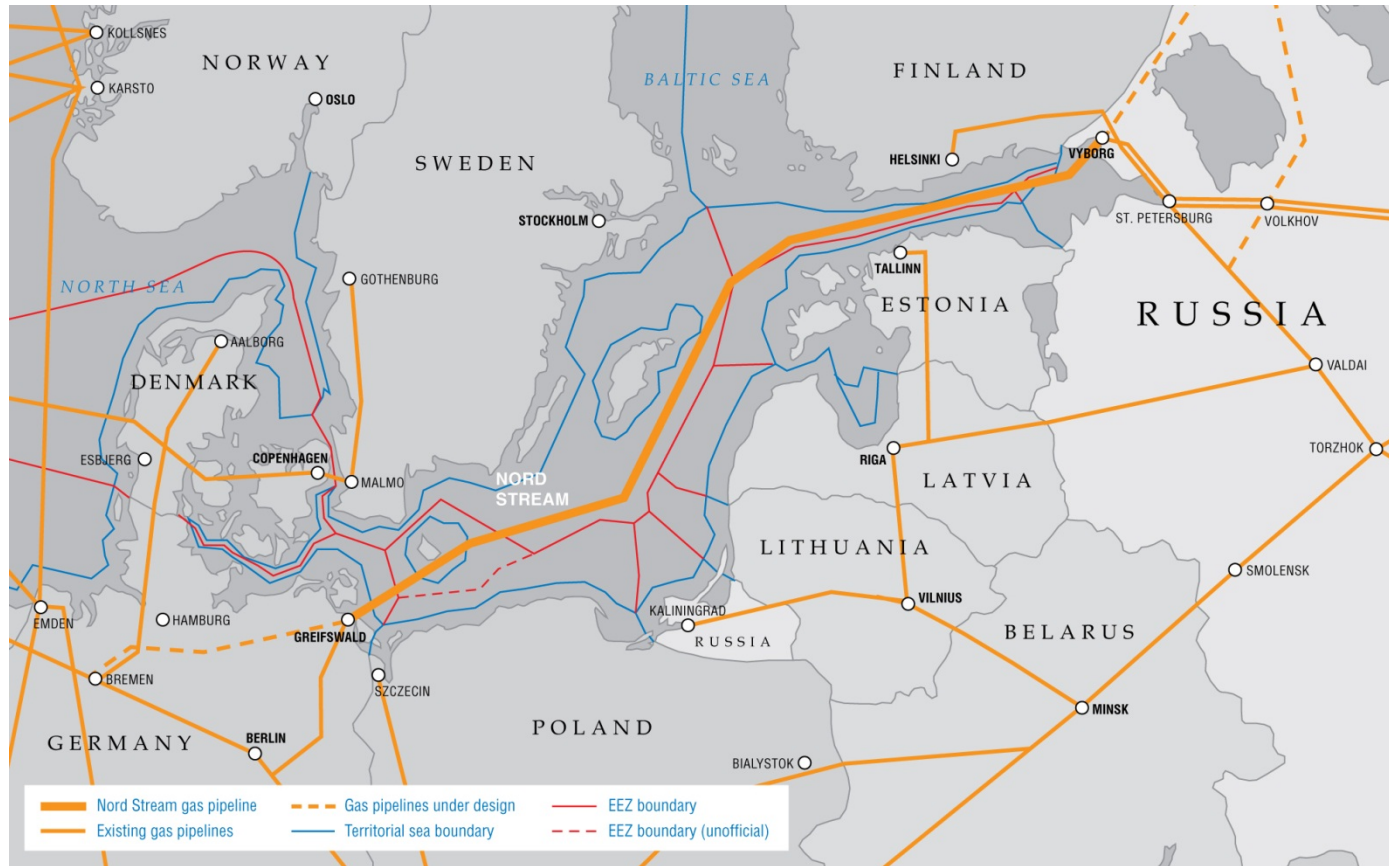 KOLLSNES
NORWAY
FINLAND
BALTIC SEA
KARSTO
OSLO
VYBORG
HELSINKI
SWEDEN
STOCKHOLM
ST. PETERSBURG
VOLKHOV
TALLINN
NORTH SEA
GOTHENBURG
ESTONIA
RUSSIA
AALBORG
VALDAI
DENMARK
TORZHOK
ESBJERG
COPENHAGEN
RIGA
MALMO
NORD
STREAM
LATVIA
LITHUANIA
SMOLENSK
KALININGRAD
VILNIUS
EMDEN
HAMBURG
GREIFSWALD
RUSSIA
BELARUS
BREMEN
SZCZECIN
MINSK
POLAND
GERMANY
BERLIN
BIALYSTOK
Nord Stream gas pipeline
Gas pipelines under design
EEZ boundary
Existing gas pipelines
Territorial sea boundary
EEZ boundary (unofficial)